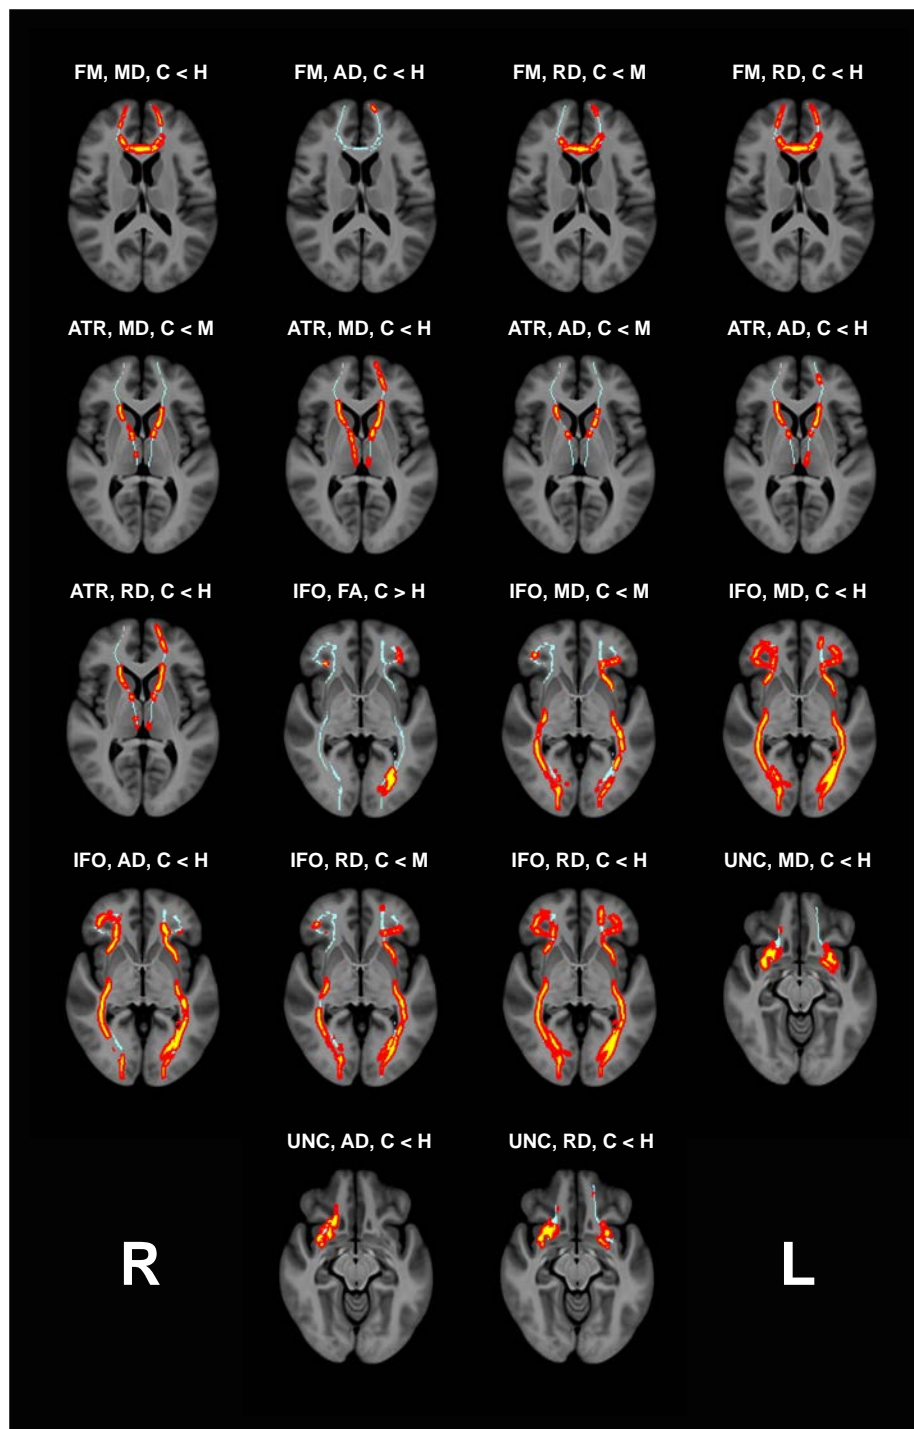 FM, MD, C < H
FM, AD, C < H
FM, RD, C < M
FM, RD, C < H
ATR, MD, C < M
ATR, MD, C < H
ATR, AD, C < M
ATR, AD, C < H
ATR, RD, C < H
IFO, FA, C > H
IFO, MD, C < M
IFO, MD, C < H
IFO, AD, C < H
IFO, RD, C < M
IFO, RD, C < H
UNC, MD, C < H
UNC, AD, C < H
UNC, RD, C < H
R
L